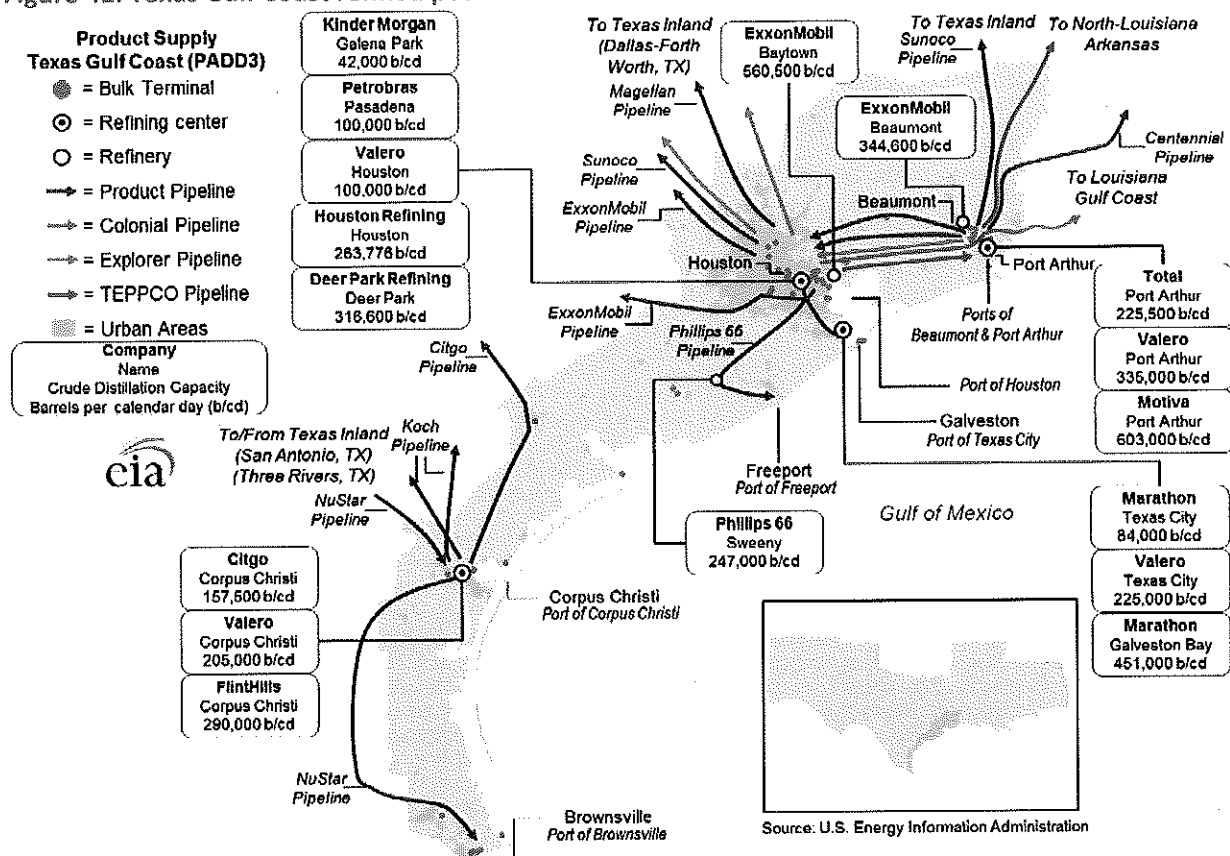 Product Supply
Texas Gulf Coast (PADD3)
= Bulk Terminal
= Refining center
= Refinery
= Product Pipeline
= Colonial Pipeline
= Explorer Pipeline
= TEPPCO Pipeline
= Urban Areas
Company
Name
Crude Distillation Capacity
Barrels per calendar day (b/cd)
eia
Kinder Morgan
Galena Park
42,000 b/cd
Petrobras
Pasadena
100,000 b/cd
Valero
Houston
100,000 b/cd
Houston Refining
Houston
263,776 b/cd
Deer Park Refining
Deer Park
316,600 b/cd
To Texas Inland
(Dallas-Forth
Worth, TX)
Magellan
Pipeline
Sunoco
Pipeline
ExxonMobil
Pipeline
ExxonMobil
Baytown
560,500 b/cd
ExxonMobil
Beaumont
344,600 b/cd
To Texas Inland
Sunoco
Pipeline
To North-Louisiana
Arkansas
Centennial
Pipeline
To Louisiana
Gulf Coast
Beaumont
Houston
Port Arthur
ExxonMobil
Pipeline
Phillips 66
Pipeline
Ports of
Beaumont & Port Arthur
Port of Houston
Galveston
Port of Texas City
Total
Port Arthur
225,500 b/cd
Valero
Port Arthur
335,000 b/cd
Motiva
Port Arthur
603,000 b/cd
Citgo
Pipeline
To/From Texas Inland
(San Antonio, TX)
(Three Rivers, TX)
Koch
Pipeline
NuStar
Pipeline
Freeport
Port of Freeport
Gulf of Mexico
Phillips 66
Sweeny
247,000 b/cd
Marathon
Texas City
84,000 b/cd
Valero
Texas City
225,000 b/cd
Marathon
Galveston Bay
451,000 b/cd
Citgo
Corpus Christi
157,500 b/cd
Valero
Corpus Christi
205,000 b/cd
FlintHills
Corpus Christi
290,000 b/cd
Corpus Christi
Port of Corpus Christi
NuStar
Pipeline
Brownsville
Port of Brownsville
Source: U.S. Energy Information Administration